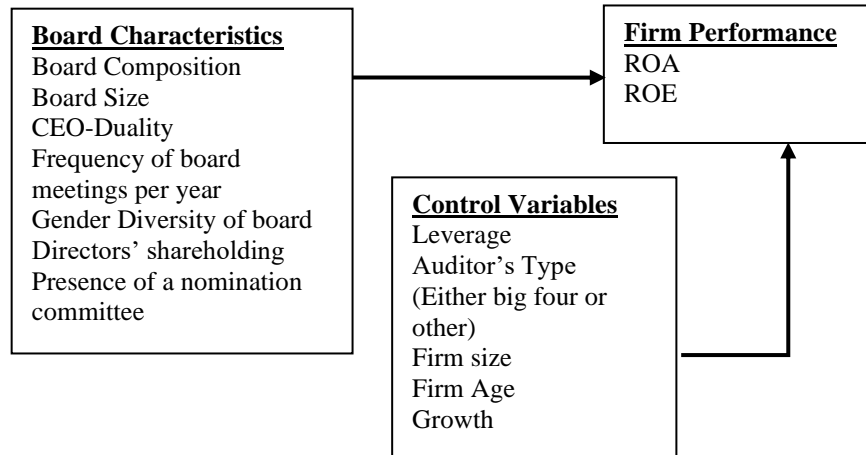 Board Characteristics
Board Composition
Board Size
CEO-Duality
Frequency of board
meetings per year
Gender Diversity of board
Directors’ shareholding
Presence of a nomination
committee
Firm Performance
ROA
ROE
Control Variables
Leverage
Auditor’s Type
(Either big four or
other)
Firm size
Firm Age
Growth